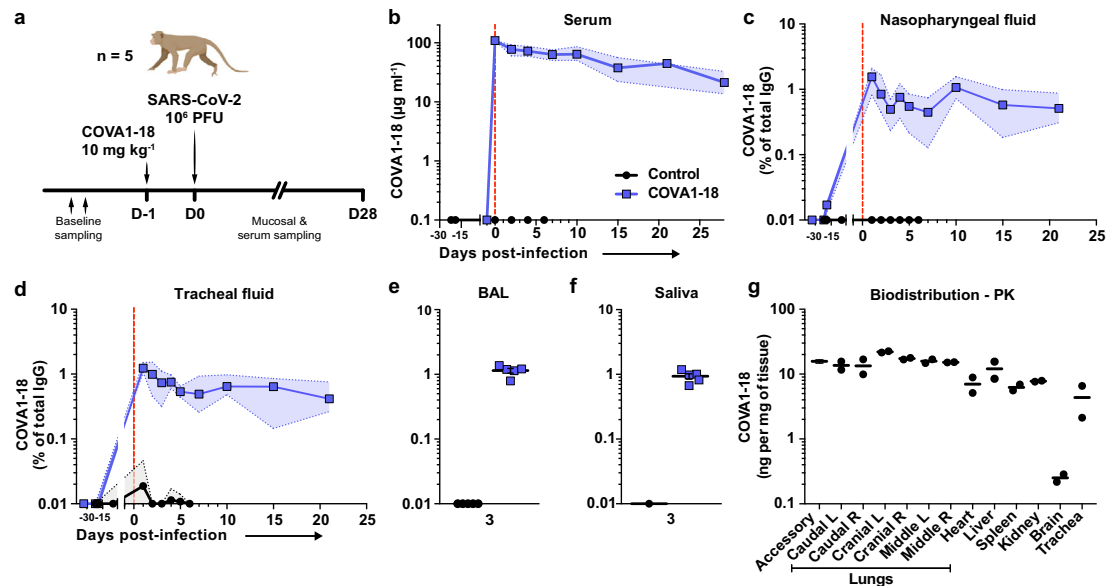 a
n = 5
SARS-CoV-2
10⁶ PFU
COVA1-18
10 mg kg⁻¹
Baseline
sampling
D-1
D0
Mucosal &
serum sampling
D28
b
Serum
COVA1-18 (µg ml⁻¹)
100
10
1
0.1
Control
COVA1-18
-30 -15 0 5 10 15 20 25
Days post-infection
c
Nasopharyngeal fluid
COVA1-18
(% of total IgG)
10
1
0.1
0.01
-30 -15 0 5 10 15 20 25
d
Tracheal fluid
COVA1-18
(% of total IgG)
10
1
0.1
0.01
-30 -15 0 5 10 15 20 25
Days post-infection
e
BAL
10
1
0.1
0.01
3
f
Saliva
10
1
0.1
0.01
3
g
Biodistribution - PK
COVA1-18
(ng per mg of tissue)
100
10
1
0.1
Accessory
Caudal L
Caudal R
Cranial L
Cranial R
Middle L
Middle R
Heart
Liver
Spleen
Kidney
Brain
Trachea
Lungs